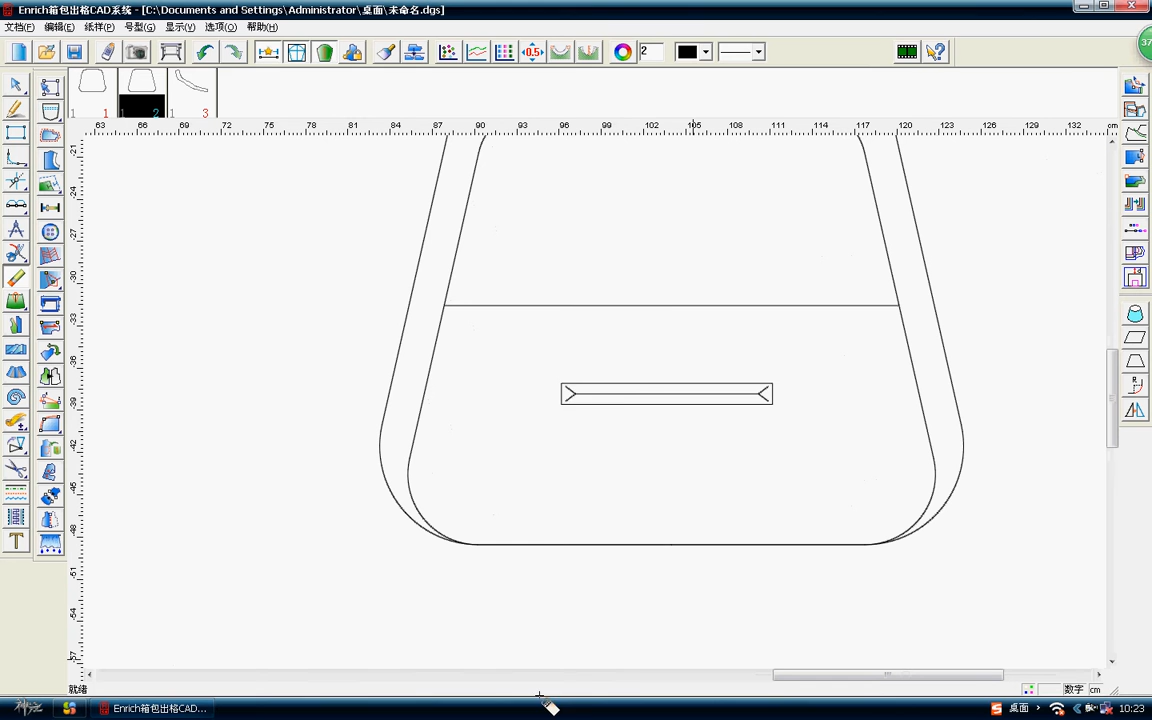 Enrich箱包出格CAD系统 - [C:\Documents and Settings\Administrator\桌面\未命名.dgs]
文档(F) 编辑(E) 紙样(P) 号型(G) 显示(V) 选项(O) 帮助(H)
2
37
1 1 1 2 1 3
63 66 69 72 75 78 81 84 87 90 93 96 99 102 105 108 111 114 117 120 123 126 129 132 cm
-21
-24
-27
-30
-33
-36
-39
-42
-45
-48
-51
-54
-57
T
就绪
数字 cm
神龙
Enrich箱包出格CAD...
桌面
10:23